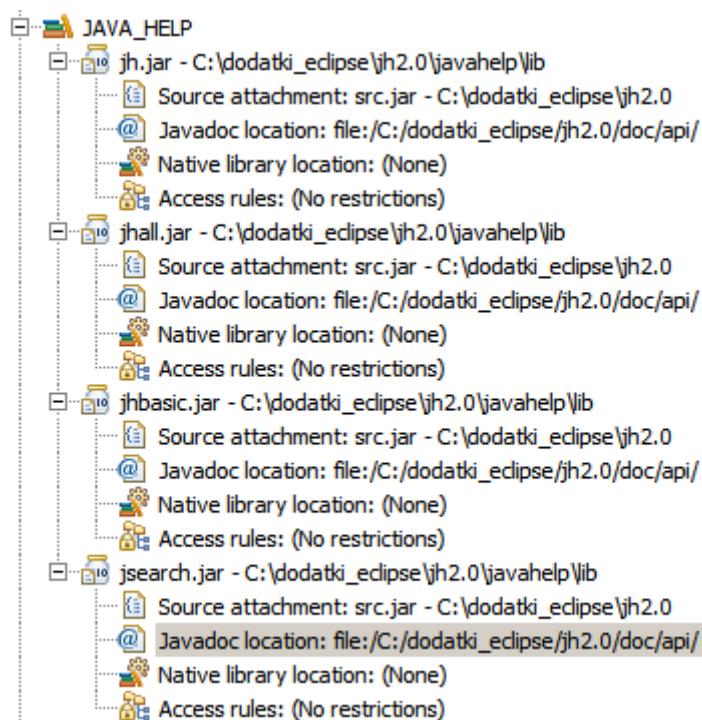 JAVA_HELP
jh.jar - C:\dodatki_eclipse\jh2.0\javahelp\lib
Source attachment: src.jar - C:\dodatki_eclipse\jh2.0
Javadoc location: file:/C:/dodatki_eclipse/jh2.0/doc/api/
Native library location: (None)
Access rules: (No restrictions)
jhall.jar - C:\dodatki_eclipse\jh2.0\javahelp\lib
Source attachment: src.jar - C:\dodatki_eclipse\jh2.0
Javadoc location: file:/C:/dodatki_eclipse/jh2.0/doc/api/
Native library location: (None)
Access rules: (No restrictions)
jhbasic.jar - C:\dodatki_eclipse\jh2.0\javahelp\lib
Source attachment: src.jar - C:\dodatki_eclipse\jh2.0
Javadoc location: file:/C:/dodatki_eclipse/jh2.0/doc/api/
Native library location: (None)
Access rules: (No restrictions)
jsearch.jar - C:\dodatki_eclipse\jh2.0\javahelp\lib
Source attachment: src.jar - C:\dodatki_eclipse\jh2.0
Javadoc location: file:/C:/dodatki_eclipse/jh2.0/doc/api/
Native library location: (None)
Access rules: (No restrictions)